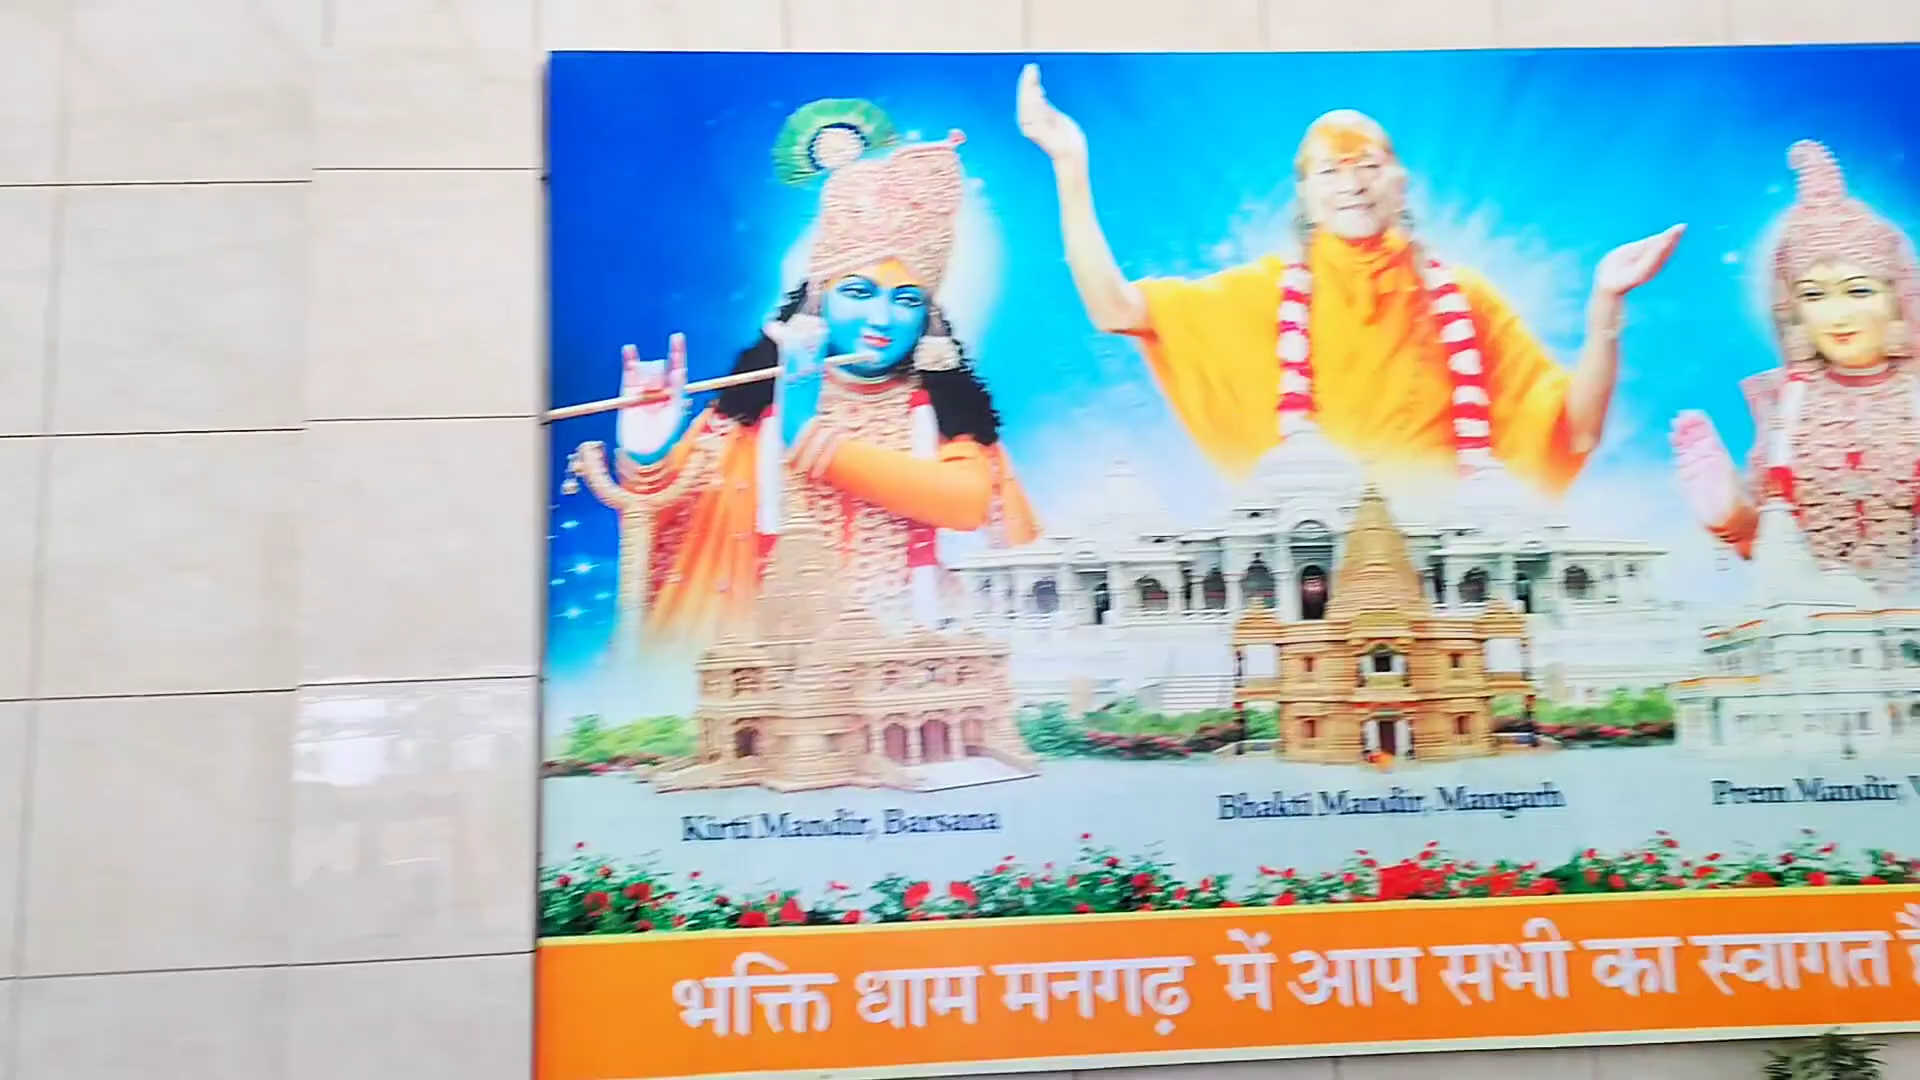 Kirti Mandir, Barsana
Bhakti Mandir, Mangarh
Prem Mandir,
भक्ति धाम मनगढ़ में आप सभी का स्वागत है